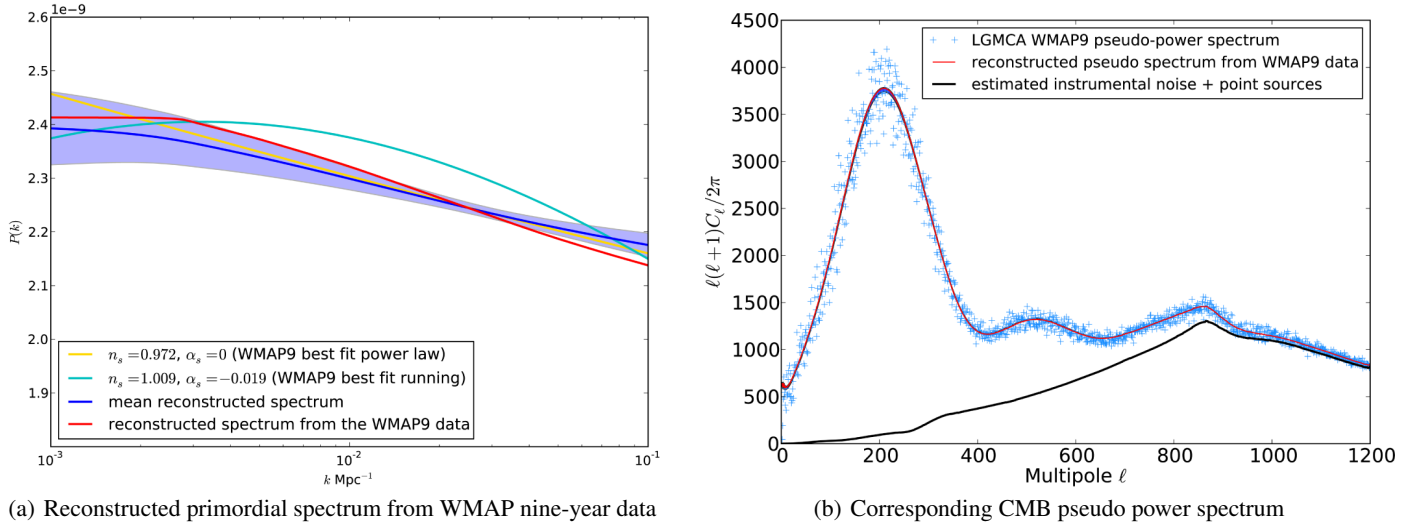 1e−9
2.6
2.5
2.4
2.3
2.2
2.1
2.0
1.9
P(k)
n_s=0.972, α_s=0 (WMAP9 best fit power law)
n_s=1.009, α_s=−0.019 (WMAP9 best fit running)
mean reconstructed spectrum
reconstructed spectrum from the WMAP9 data
10^-3 10^-2 10^-1
k Mpc^−1
(a) Reconstructed primordial spectrum from WMAP nine-year data
4500
4000
3500
3000
2500
2000
1500
1000
500
0
ℓ(ℓ+1)C_ℓ/2π
LGMCA WMAP9 pseudo-power spectrum
reconstructed pseudo spectrum from WMAP9 data
estimated instrumental noise + point sources
0 200 400 600 800 1000 1200
Multipole ℓ
(b) Corresponding CMB pseudo power spectrum